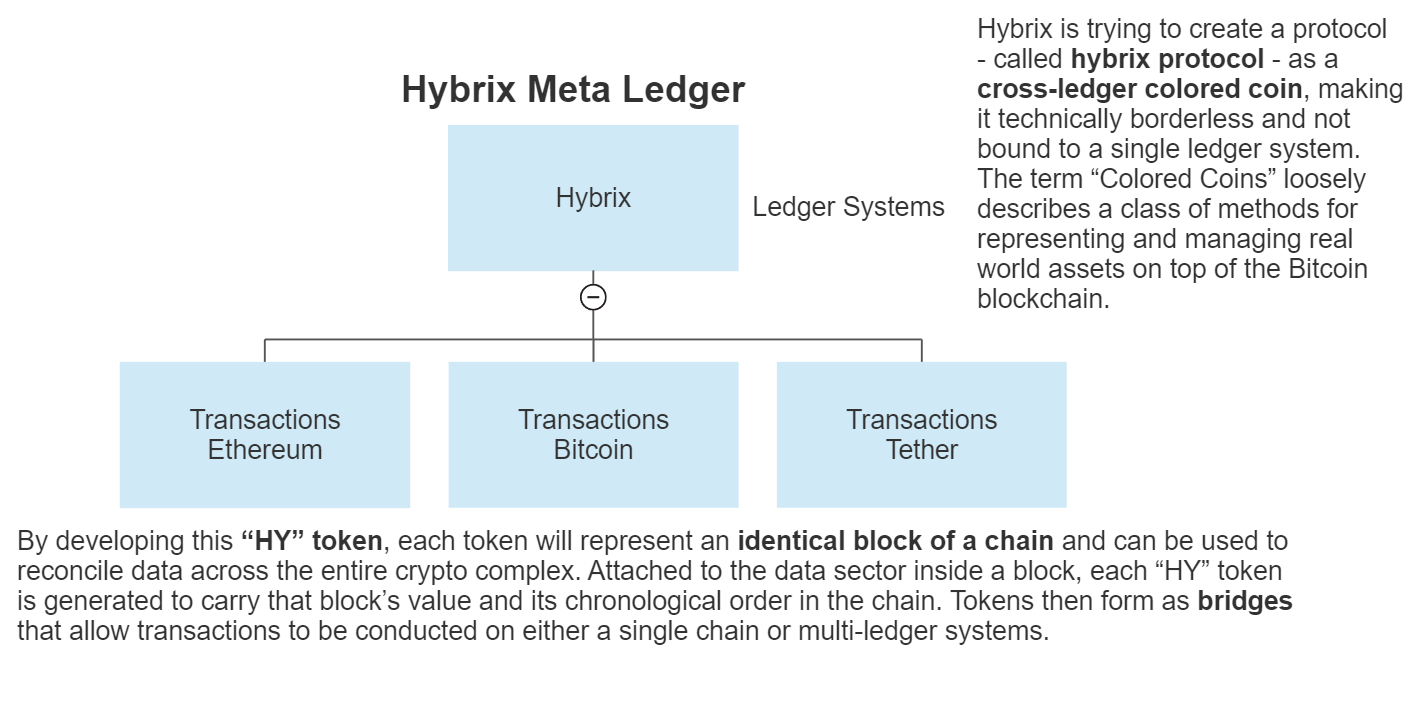 Hybrix Meta Ledger
Hybrix
Ledger Systems
Hybrix is trying to create a protocol
- called hybrix protocol - as a
cross-ledger colored coin, making
it technically borderless and not
bound to a single ledger system.
The term “Colored Coins” loosely
describes a class of methods for
representing and managing real
world assets on top of the Bitcoin
blockchain.
Transactions
Ethereum
Transactions
Bitcoin
Transactions
Tether
By developing this “HY” token, each token will represent an identical block of a chain and can be used to
reconcile data across the entire crypto complex. Attached to the data sector inside a block, each “HY” token
is generated to carry that block’s value and its chronological order in the chain. Tokens then form as bridges
that allow transactions to be conducted on either a single chain or multi-ledger systems.